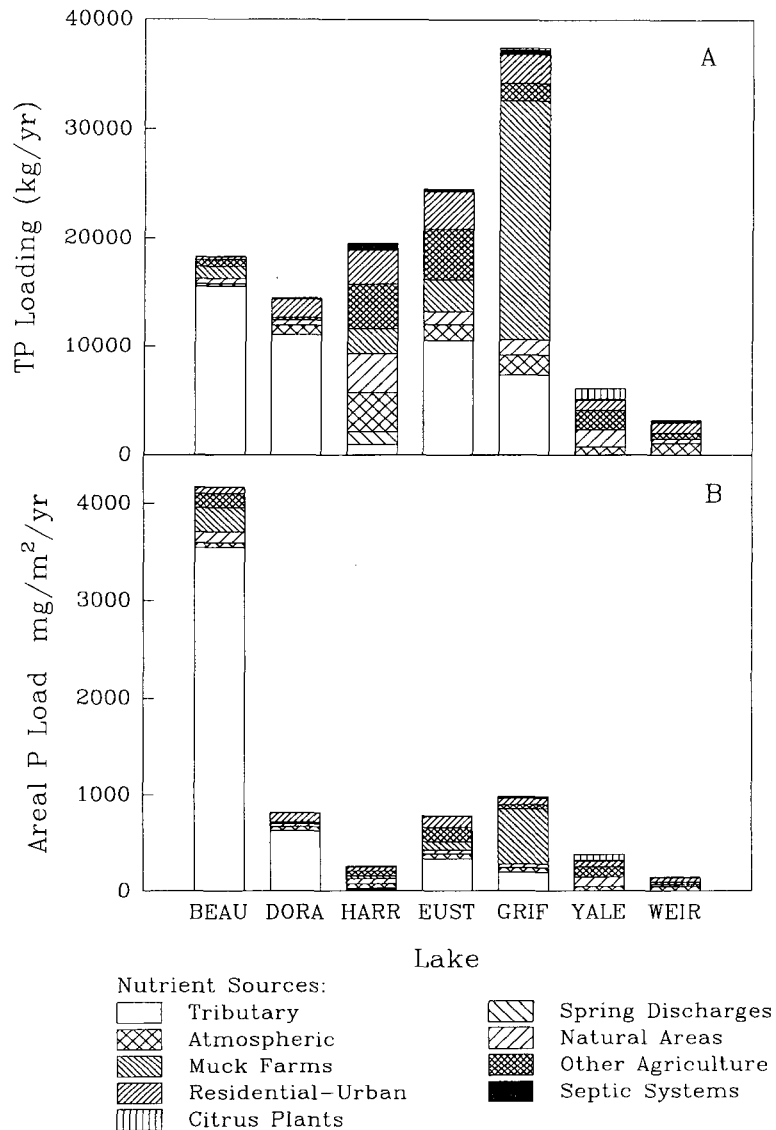 A
TP Loading (kg/yr)
40000
30000
20000
10000
0
B
Areal P Load mg/m²/yr
4000
3000
2000
1000
0
BEAU DORA HARR EUST GRIF YALE WEIR
Lake
Nutrient Sources:
Tributary
Atmospheric
Muck Farms
Residential-Urban
Citrus Plants
Spring Discharges
Natural Areas
Other Agriculture
Septic Systems